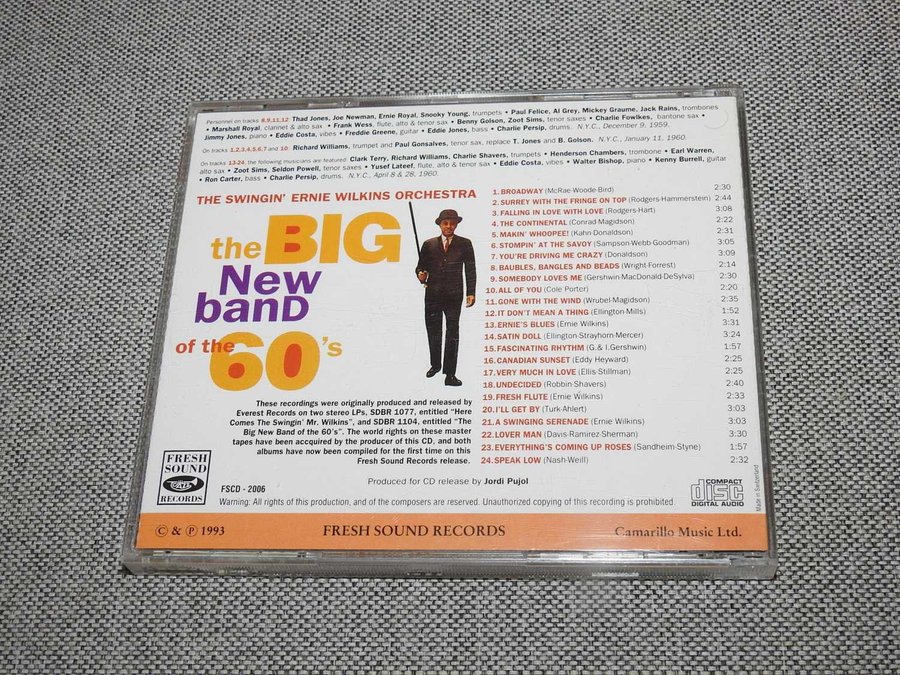 Personnel on tracks 8,9,11,12: Thad Jones, Joe Newman, Ernie Royal, Snooky Young, trumpets • Paul Felice, Al Grey, Mickey Graume, Jack Rains, trombones
• Marshall Royal, clarinet & alto sax • Frank Wess, flute, alto & tenor sax • Benny Golson, Zoot Sims, tenor saxes • Charlie Fowlkes, baritone sax •
Jimmy Jones, piano • Eddie Costa, vibes • Freddie Greene, guitar • Eddie Jones, bass • Charlie Persip, drums. N.Y.C., December 9, 1959.
On tracks 1,2,3,4,5,6,7 and 10: Richard Williams, trumpet and Paul Gonsalves, tenor sax, replace T. Jones and B. Golson. N.Y.C., January 11, 1960.
On tracks 13-24, the following musicians are featured: Clark Terry, Richard Williams, Charlie Shavers, trumpets • Henderson Chambers, trombone • Earl Warren,
alto sax • Zoot Sims, Seldon Powell, tenor saxes • Yusef Lateef, flute, alto & tenor sax • Eddie Costa, vibes • Walter Bishop, piano • Kenny Burrell, guitar
• Ron Carter, bass • Charlie Persip, drums. N.Y.C., April 8 & 28, 1960.
THE SWINGIN' ERNIE WILKINS ORCHESTRA
the BIG
New
banD
of the 60's
These recordings were originally produced and released by
Everest Records on two stereo LPs, SDBR 1077, entitled "Here
Comes The Swingin' Mr. Wilkins", and SDBR 1104, entitled "The
Big New Band of the 60's". The world rights on these master
tapes have been accquired by the producer of this CD, and both
albums have now been compiled for the first time on this
Fresh Sound Records release.
1. BROADWAY (McRae-Woode-Bird) 2:30
2. SURREY WITH THE FRINGE ON TOP (Rodgers-Hammerstein) 2:44
3. FALLING IN LOVE WITH LOVE (Rodgers-Hart) 3:08
4. THE CONTINENTAL (Conrad-Magidson) 2:22
5. MAKIN' WHOOPEE! (Kahn-Donaldson) 2:31
6. STOMPIN' AT THE SAVOY (Sampson-Webb-Goodman) 3:05
7. YOU'RE DRIVING ME CRAZY (Donaldson) 3:09
8. BAUBLES, BANGLES AND BEADS (Wright-Forrest) 2:14
9. SOMEBODY LOVES ME (Gershwin-MacDonald-DeSylva) 2:30
10. ALL OF YOU (Cole Porter) 2:20
11. GONE WITH THE WIND (Wrubel-Magidson) 2:35
12. IT DON'T MEAN A THING (Ellington-Mills) 1:52
13. ERNIE'S BLUES (Ernie Wilkins) 3:31
14. SATIN DOLL (Ellington-Strayhorn-Mercer) 3:24
15. FASCINATING RHYTHM (G.& I.Gershwin) 1:57
16. CANADIAN SUNSET (Eddy Heyward) 2:25
17. VERY MUCH IN LOVE (Ellis-Stillman) 2:25
18. UNDECIDED (Robbin Shavers) 2:40
19. FRESH FLUTE (Ernie Wilkins) 2:33
20. I'LL GET BY (Turk-Ahlert) 3:03
21. A SWINGING SERENADE (Ernie Wilkins) 3:03
22. LOVER MAN (Davis-Ramirez-Sherman) 3:30
23. EVERYTHING'S COMING UP ROSES (Sandheim-Styne) 1:57
24. SPEAK LOW (Nash-Weill) 2:32
FRESH
SOUND
RECORDS
FSCD - 2006
Produced for CD release by Jordi Pujol
Warning: All rights of this production, and of the composers are reserved. Unauthorized copying of this recording is prohibited.
COMPACT
disc
DIGITAL AUDIO
Made in Switzerland
© & ℗ 1993 FRESH SOUND RECORDS Camarillo Music Ltd.